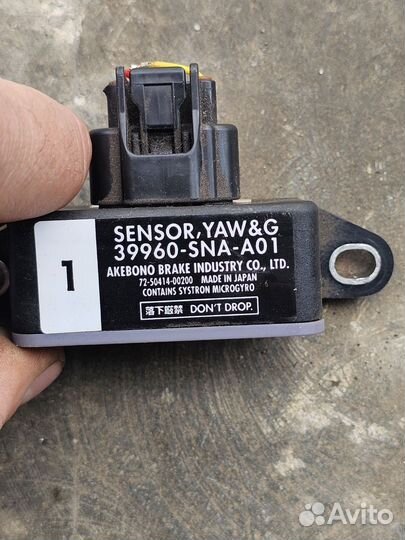 SENSOR,YAW&G
39960-SNA-A01
AKEBONO BRAKE INDUSTRY CO., LTD.
72-50414-00200 MADE IN JAPAN
CONTAINS SYSTRON MICROGYRO
落下厳禁 DON'T DROP.
1
Avito